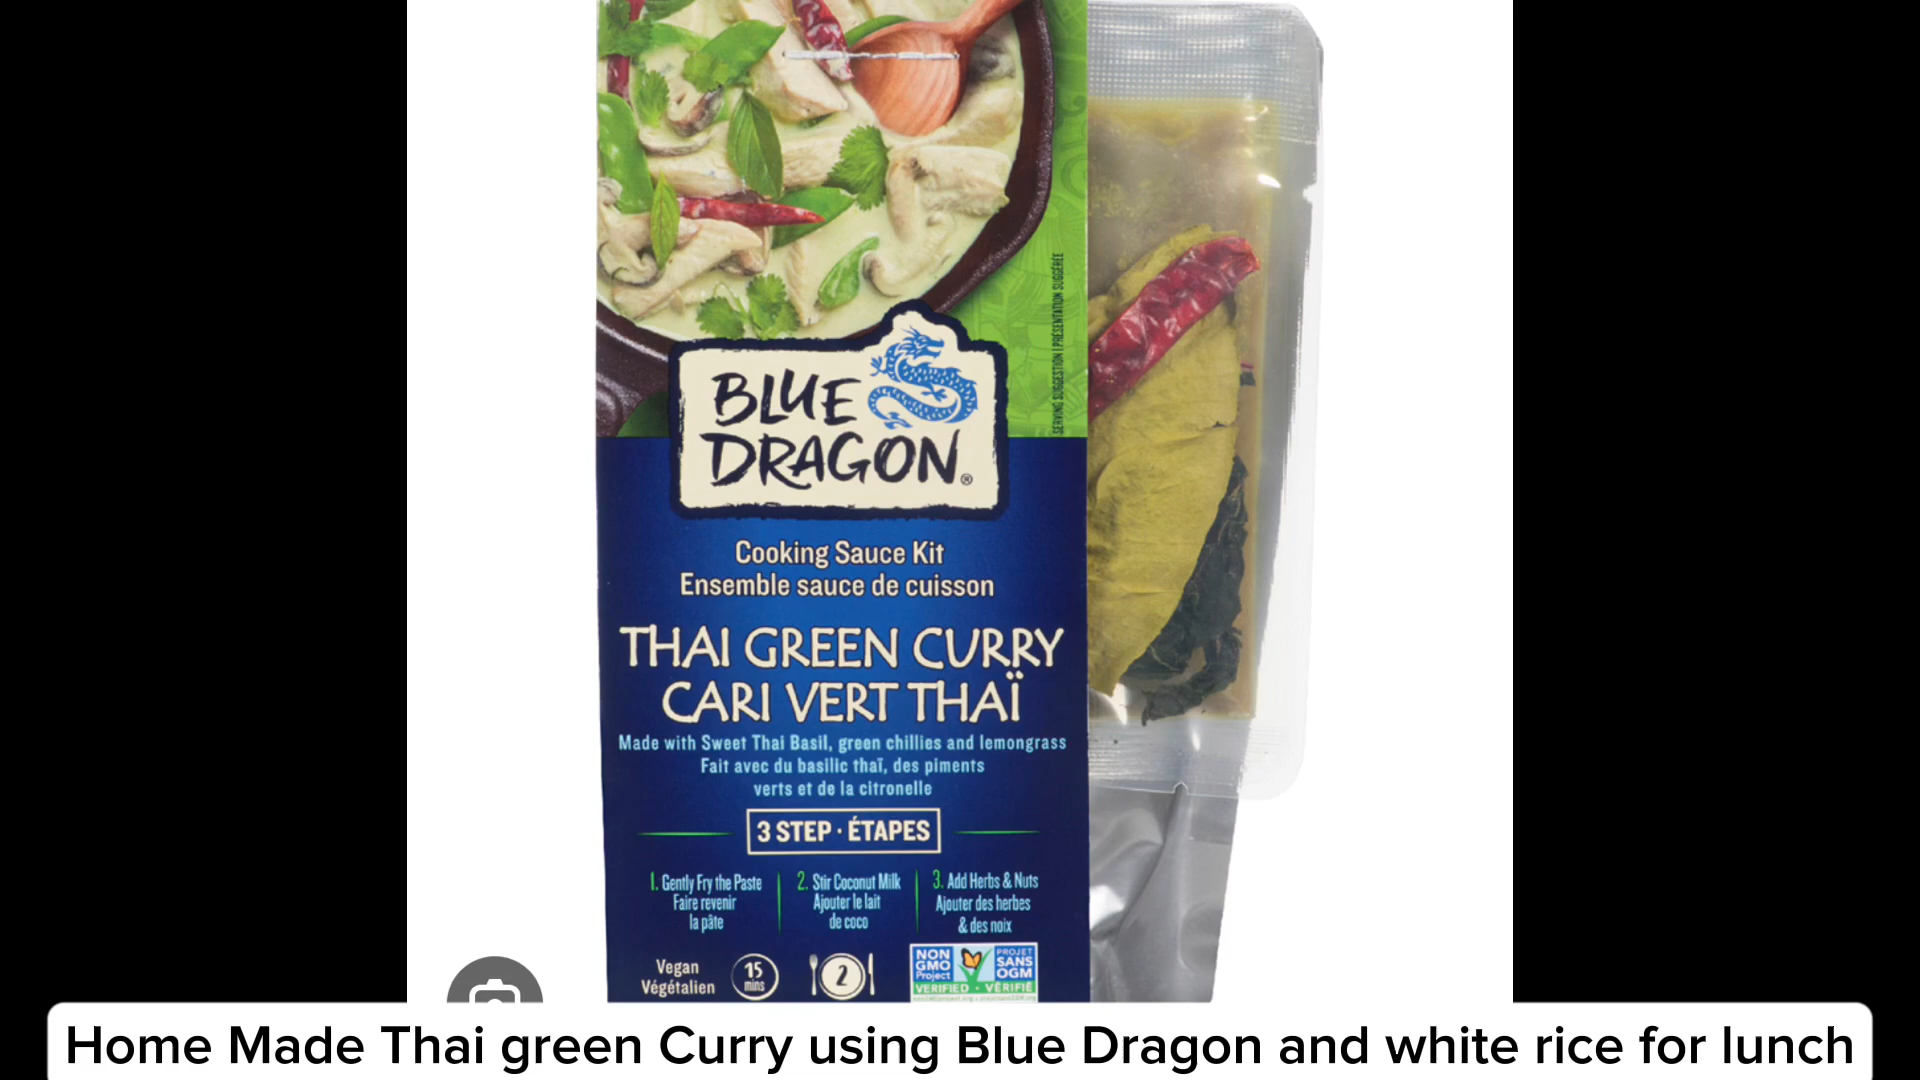 SERVING SUGGESTION | PRÉSENTATION SUGGÉRÉE
BLUE
DRAGON®
Cooking Sauce Kit
Ensemble sauce de cuisson
THAI GREEN CURRY
CARI VERT THAÏ
Made with Sweet Thai Basil, green chillies and lemongrass
Fait avec du basilic thaï, des piments
verts et de la citronelle
3 STEP · ÉTAPES
1. Gently Fry the Paste
Faire revenir
la pâte
2. Stir Coconut Milk
Ajouter le lait
de coco
3. Add Herbs & Nuts
Ajouter des herbes
& des noix
Vegan
Végétalien
15
mins
2
NON
GMO
Project
PROJET
SANS
OGM
VERIFIED · VÉRIFIÉ
Home Made Thai green Curry using Blue Dragon and white rice for lunch